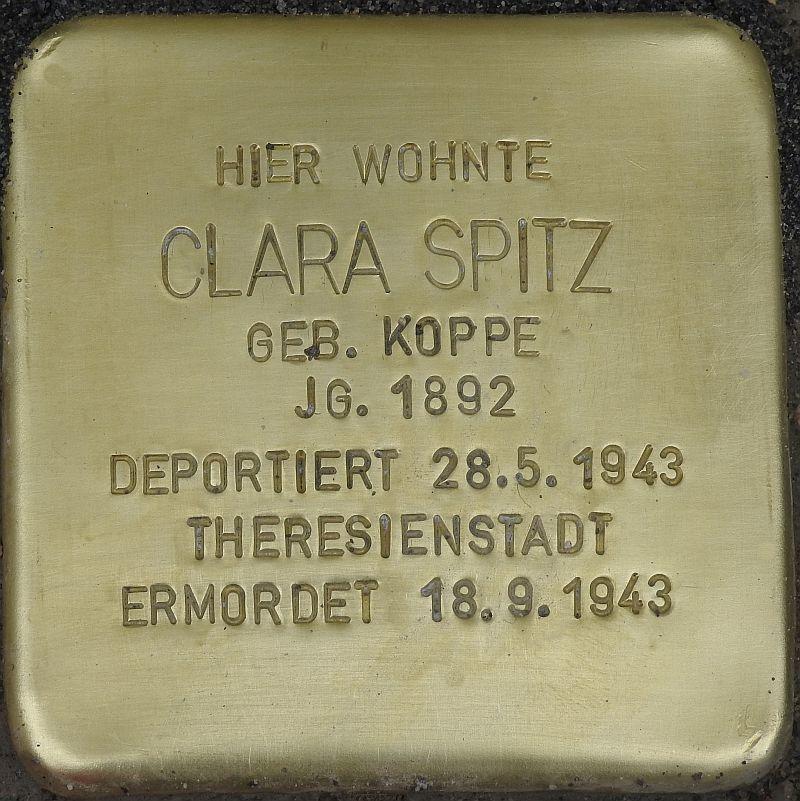 HIER WOHNTE
CLARA SPITZ
GEB. KOPPE
JG. 1892
DEPORTIERT 28.5.1943
THERESIENSTADT
ERMORDET 18.9.1943